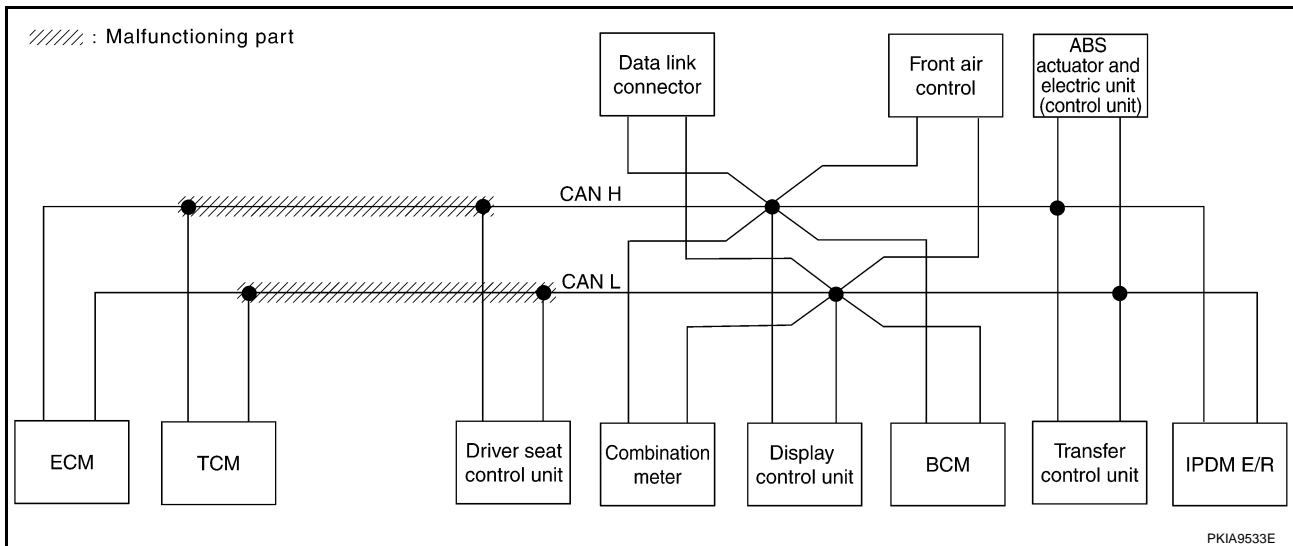 : Malfunctioning part
Data link
connector
Front air
control
ABS
actuator and
electric unit
(control unit)
CAN H
CAN L
ECM
TCM
Driver seat
control unit
Combination
meter
Display
control unit
BCM
Transfer
control unit
IPDM E/R
PKIA9533E